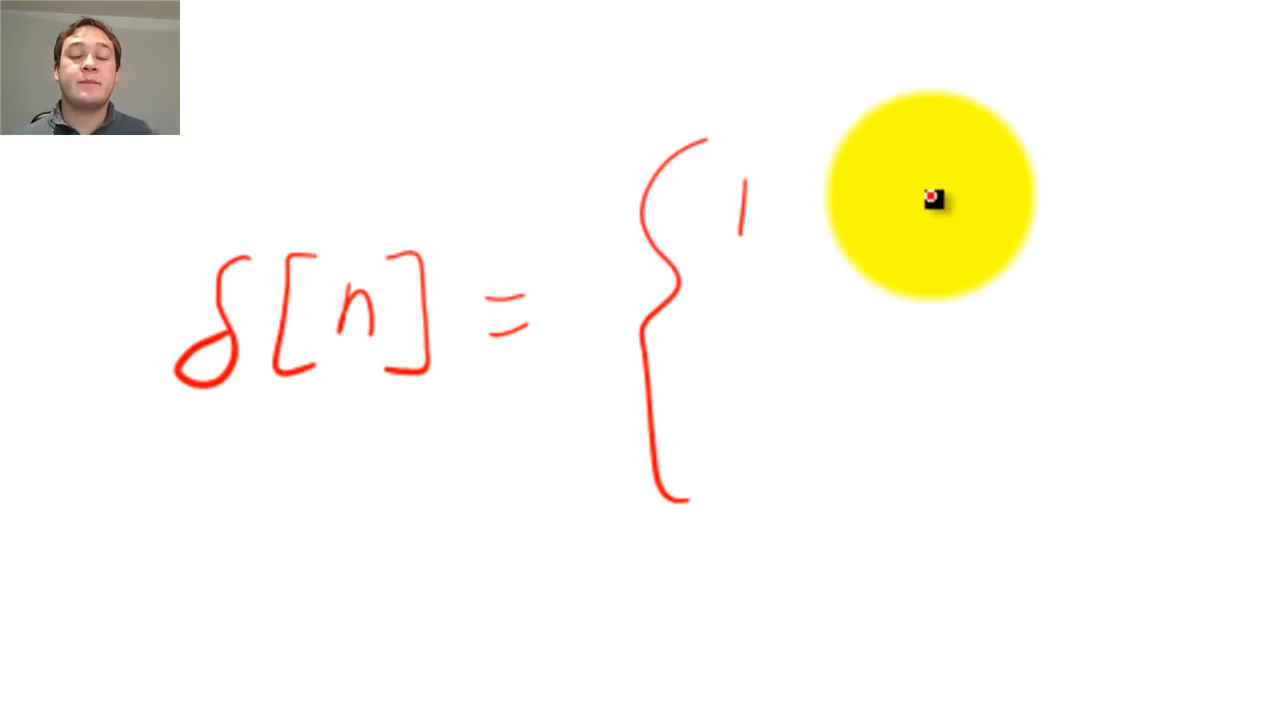 δ[n] = { 1